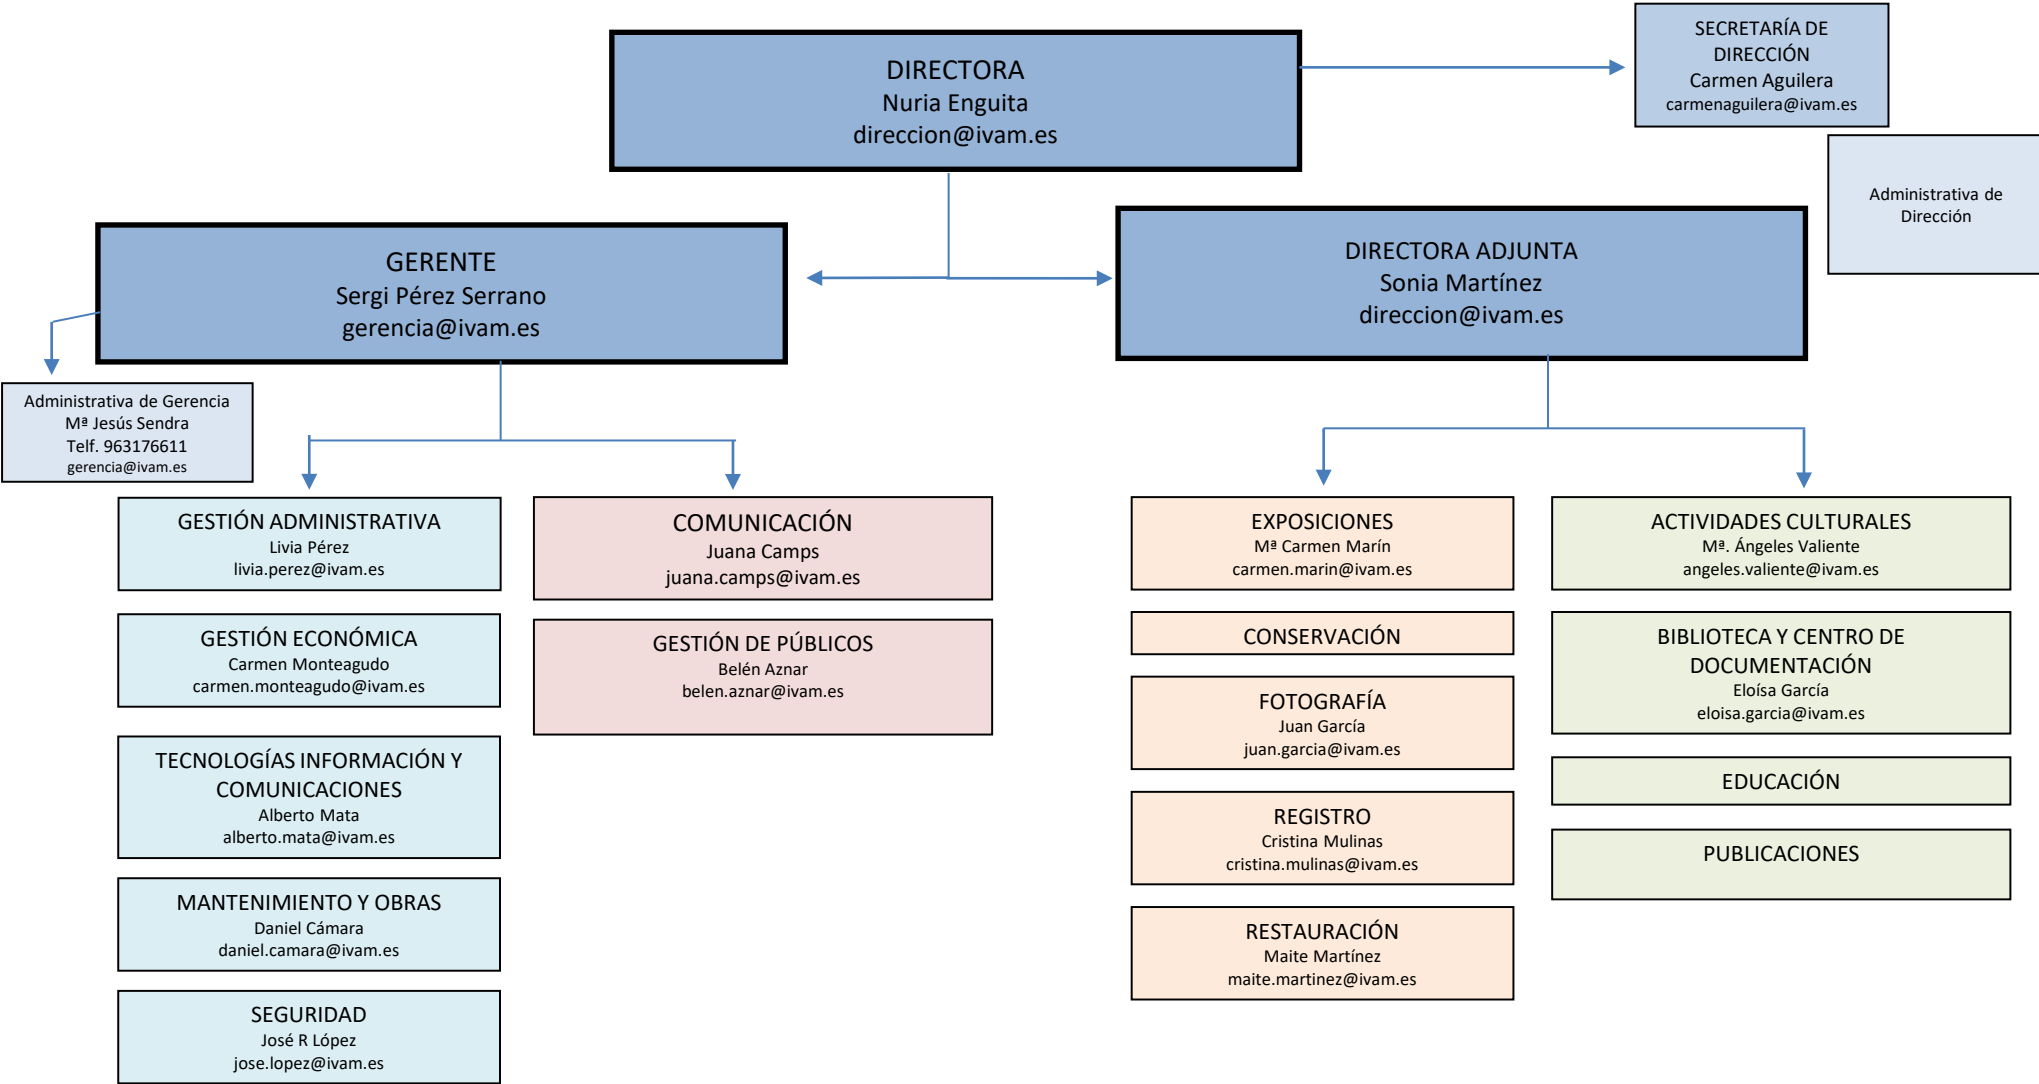 DIRECTORA
Nuria Enguita
direccion@ivam.es
SECRETARÍA DE
DIRECCIÓN
Carmen Aguilera
carmenaguilera@ivam.es
Administrativa de
Dirección
GERENTE
Sergi Pérez Serrano
gerencia@ivam.es
DIRECTORA ADJUNTA
Sonia Martínez
direccion@ivam.es
Administrativa de Gerencia
Mª Jesús Sendra
Telf. 963176611
gerencia@ivam.es
GESTIÓN ADMINISTRATIVA
Livia Pérez
livia.perez@ivam.es
GESTIÓN ECONÓMICA
Carmen Monteagudo
carmen.monteagudo@ivam.es
TECNOLOGÍAS INFORMACIÓN Y
COMUNICACIONES
Alberto Mata
alberto.mata@ivam.es
MANTENIMIENTO Y OBRAS
Daniel Cámara
daniel.camara@ivam.es
SEGURIDAD
José R López
jose.lopez@ivam.es
COMUNICACIÓN
Juana Camps
juana.camps@ivam.es
GESTIÓN DE PÚBLICOS
Belén Aznar
belen.aznar@ivam.es
EXPOSICIONES
Mª Carmen Marín
carmen.marin@ivam.es
CONSERVACIÓN
FOTOGRAFÍA
Juan García
juan.garcia@ivam.es
REGISTRO
Cristina Mulinas
cristina.mulinas@ivam.es
RESTAURACIÓN
Maite Martínez
maite.martinez@ivam.es
ACTIVIDADES CULTURALES
Mª. Ángeles Valiente
angeles.valiente@ivam.es
BIBLIOTECA Y CENTRO DE
DOCUMENTACIÓN
Eloísa García
eloisa.garcia@ivam.es
EDUCACIÓN
PUBLICACIONES